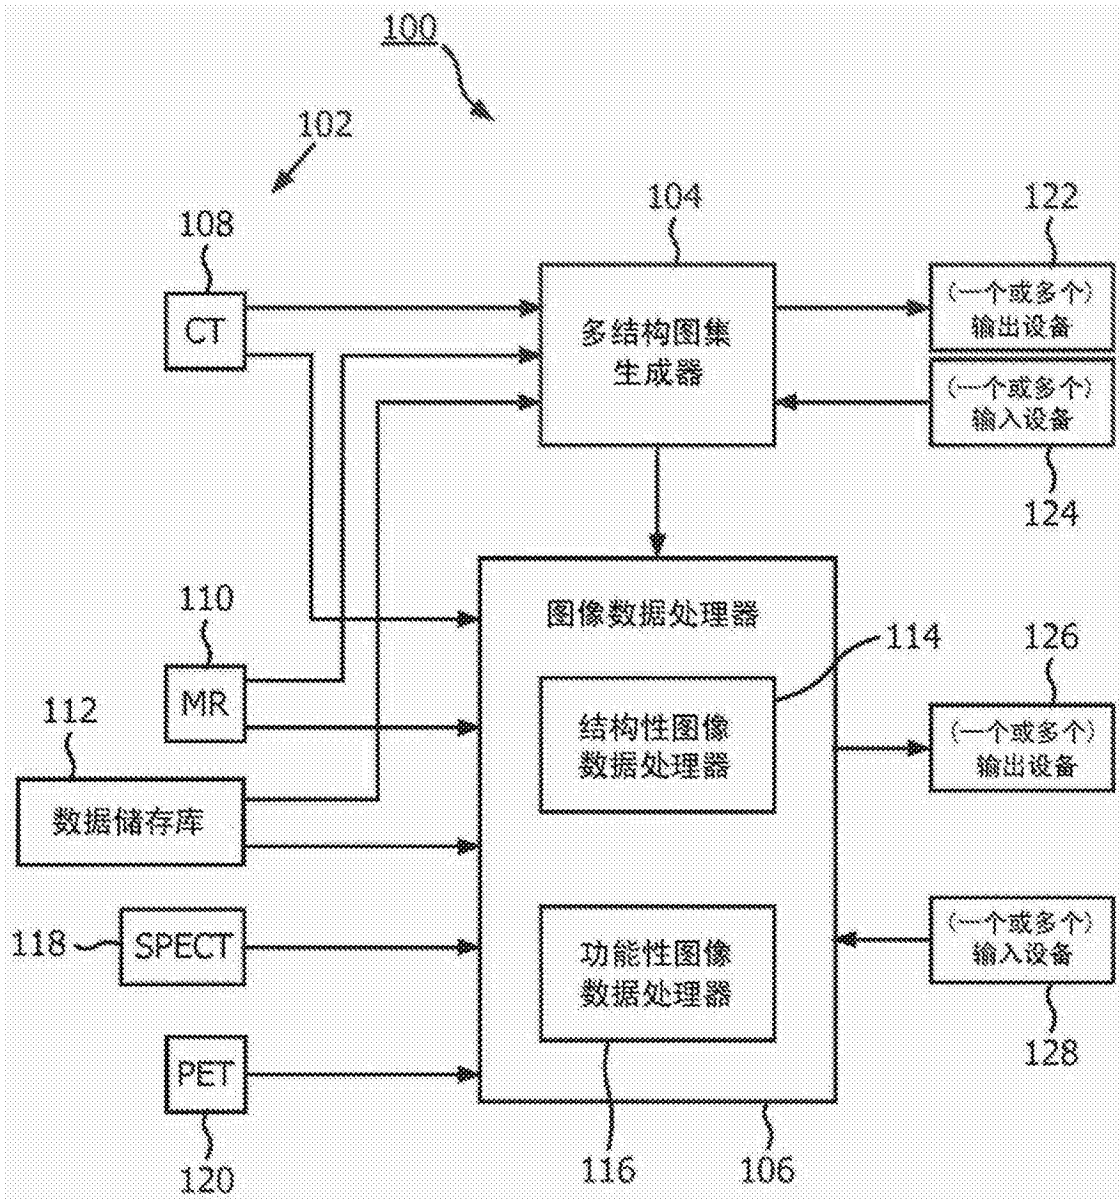 100
102
108
104
122
CT
多结构图集
生成器
(一个或多个)
输出设备
(一个或多个)
输入设备
124
110
图像数据处理器
114
126
MR
112
结构性图像
数据处理器
(一个或多个)
输出设备
数据储存库
118
SPECT
功能性图像
数据处理器
(一个或多个)
输入设备
128
PET
120
116
106